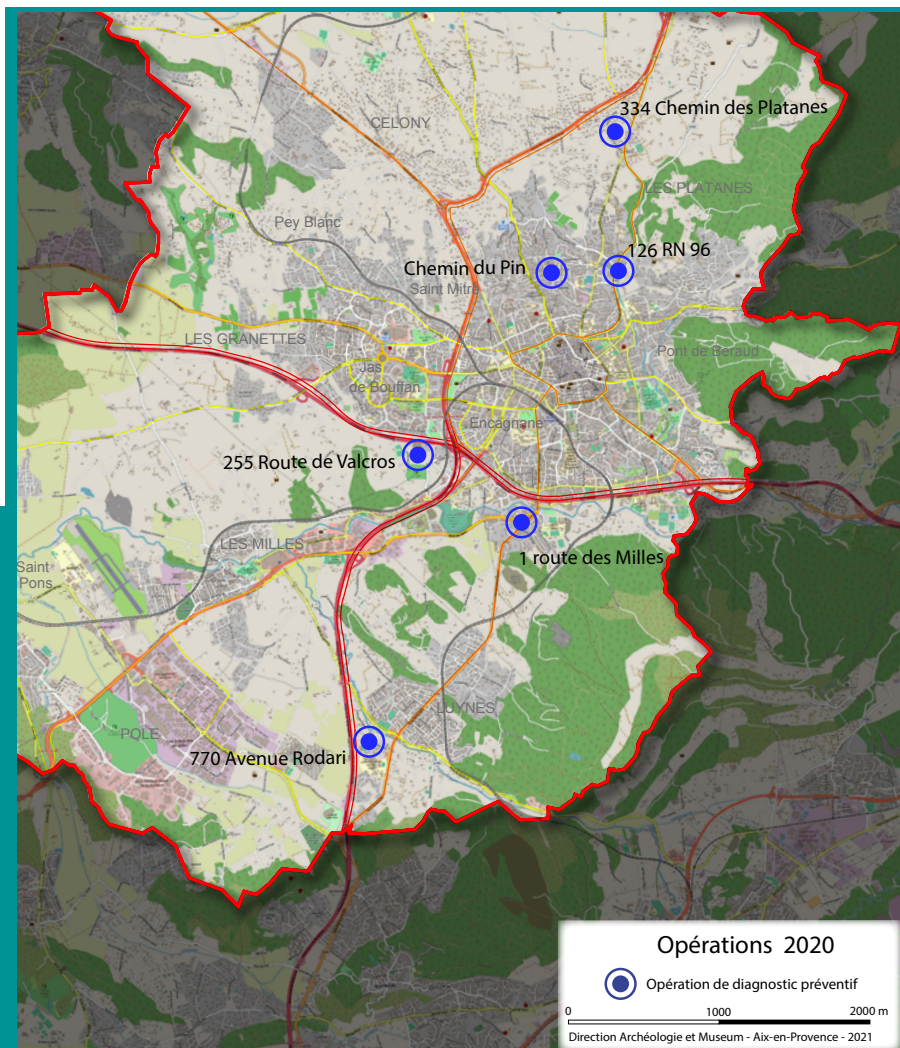 334 Chemin des Platanes
CELONY
LES PLATANES
Pey Blanc
126 RN 96
Chemin du Pin
Saint Mitre
LES GRANETTES
Pont de Béraud
Jas
de Bouffan
Encagnane
255 Route de Valcros
LES MILLES
1 route des Milles
Saint
Pons
LUYNES
POLE
770 Avenue Rodari
Opérations 2020
Opération de diagnostic préventif
0 1000 2000 m
Direction Archéologie et Museum - Aix-en-Provence - 2021